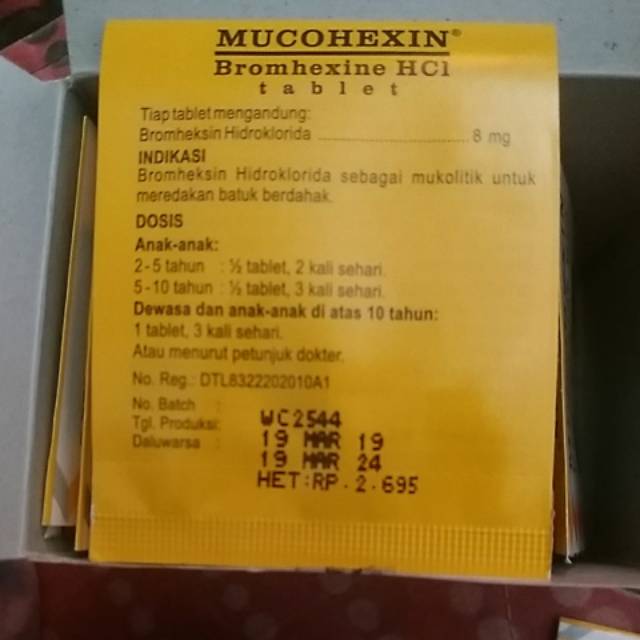 MUCOHEXIN®
Bromhexine HCl
tablet
Tiap tablet mengandung:
Bromheksin Hidroklorida ........................................ 8 mg
INDIKASI
Bromheksin Hidroklorida sebagai mukolitik untuk
meredakan batuk berdahak.
DOSIS
Anak-anak:
2-5 tahun : ½ tablet, 2 kali sehari.
5-10 tahun : ½ tablet, 3 kali sehari.
Dewasa dan anak-anak di atas 10 tahun:
1 tablet, 3 kali sehari.
Atau menurut petunjuk dokter.
No. Reg.: DTL8322202010A1
No. Batch : WC2544
Tgl. Produksi: 19 MAR 19
Daluwarsa : 19 MAR 24
HET:RP.2.695